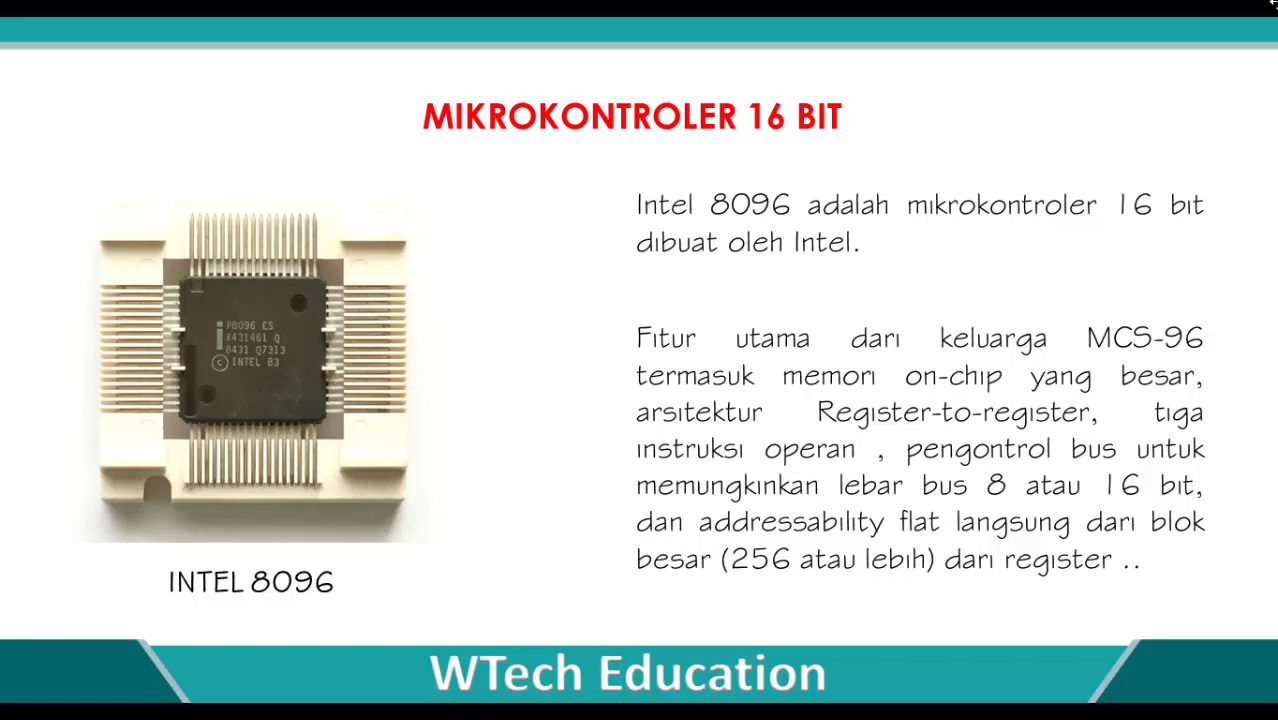 MIKROKONTROLER 16 BIT
Intel 8096 adalah mikrokontroler 16 bit
dibuat oleh Intel.
Fitur utama dari keluarga MCS-96
termasuk memori on-chip yang besar,
arsitektur Register-to-register, tiga
instruksi operan , pengontrol bus untuk
memungkinkan lebar bus 8 atau 16 bit,
dan addressability flat langsung dari blok
besar (256 atau lebih) dari register ..
P8096 ES
X431461 Q
8431 Q7313
© INTEL 83
INTEL 8096
WTech Education